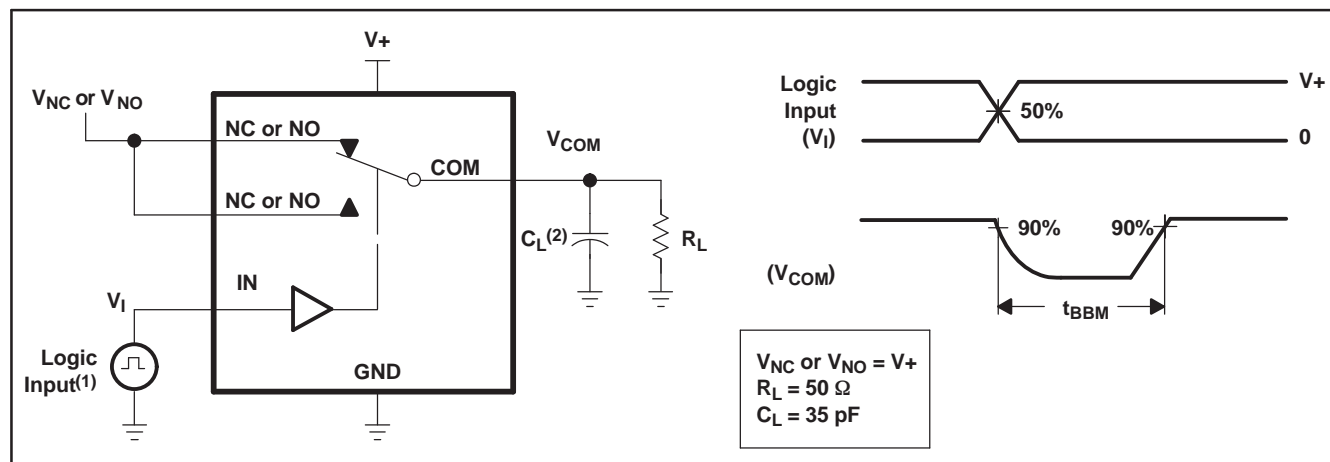 V+
VNC or VNO
NC or NO
VCOM
COM
NC or NO
CL(2)
RL
IN
VI
Logic
Input(1)
GND
Logic
Input
(VI)
V+
50%
0
90%
90%
(VCOM)
tBBM
VNC or VNO = V+
RL = 50 Ω
CL = 35 pF